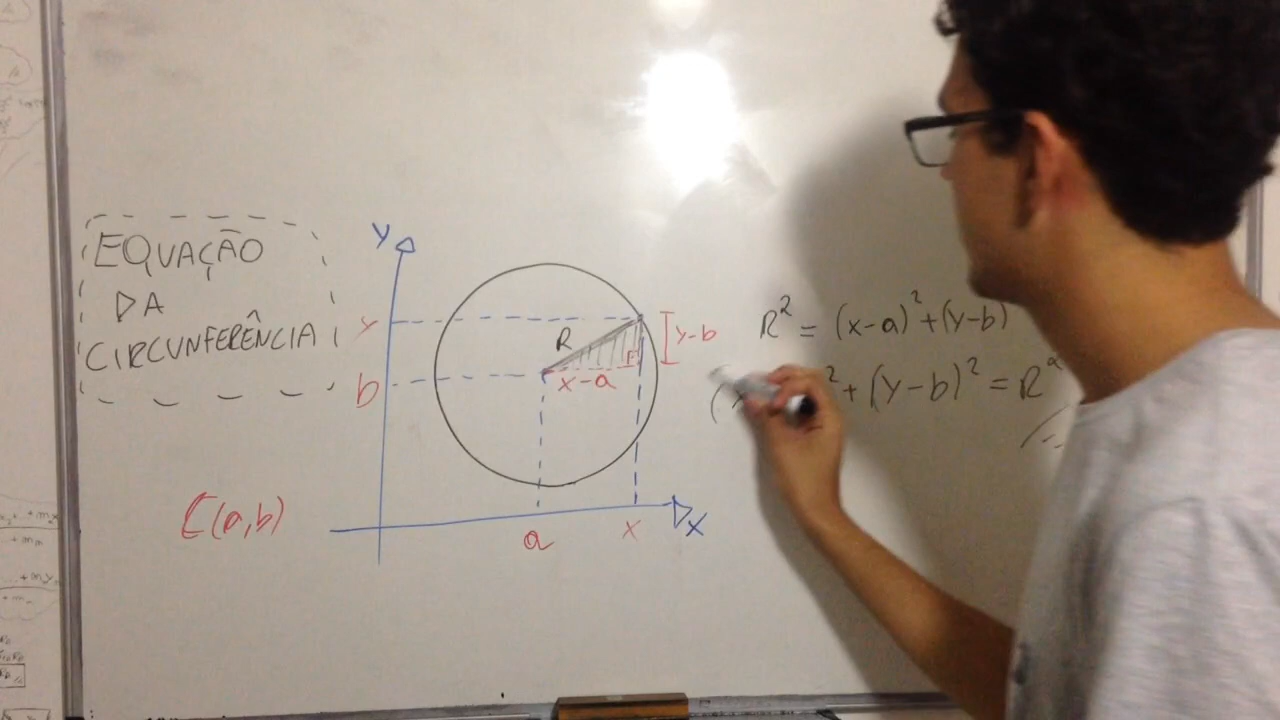 EQUAÇÃO
DA
CIRCUNFERÊNCIA
C(a,b)
y
y
b
R
x-a
y-b
a
x
x
R² = (x-a)² + (y-b)
² + (y-b)² = R²